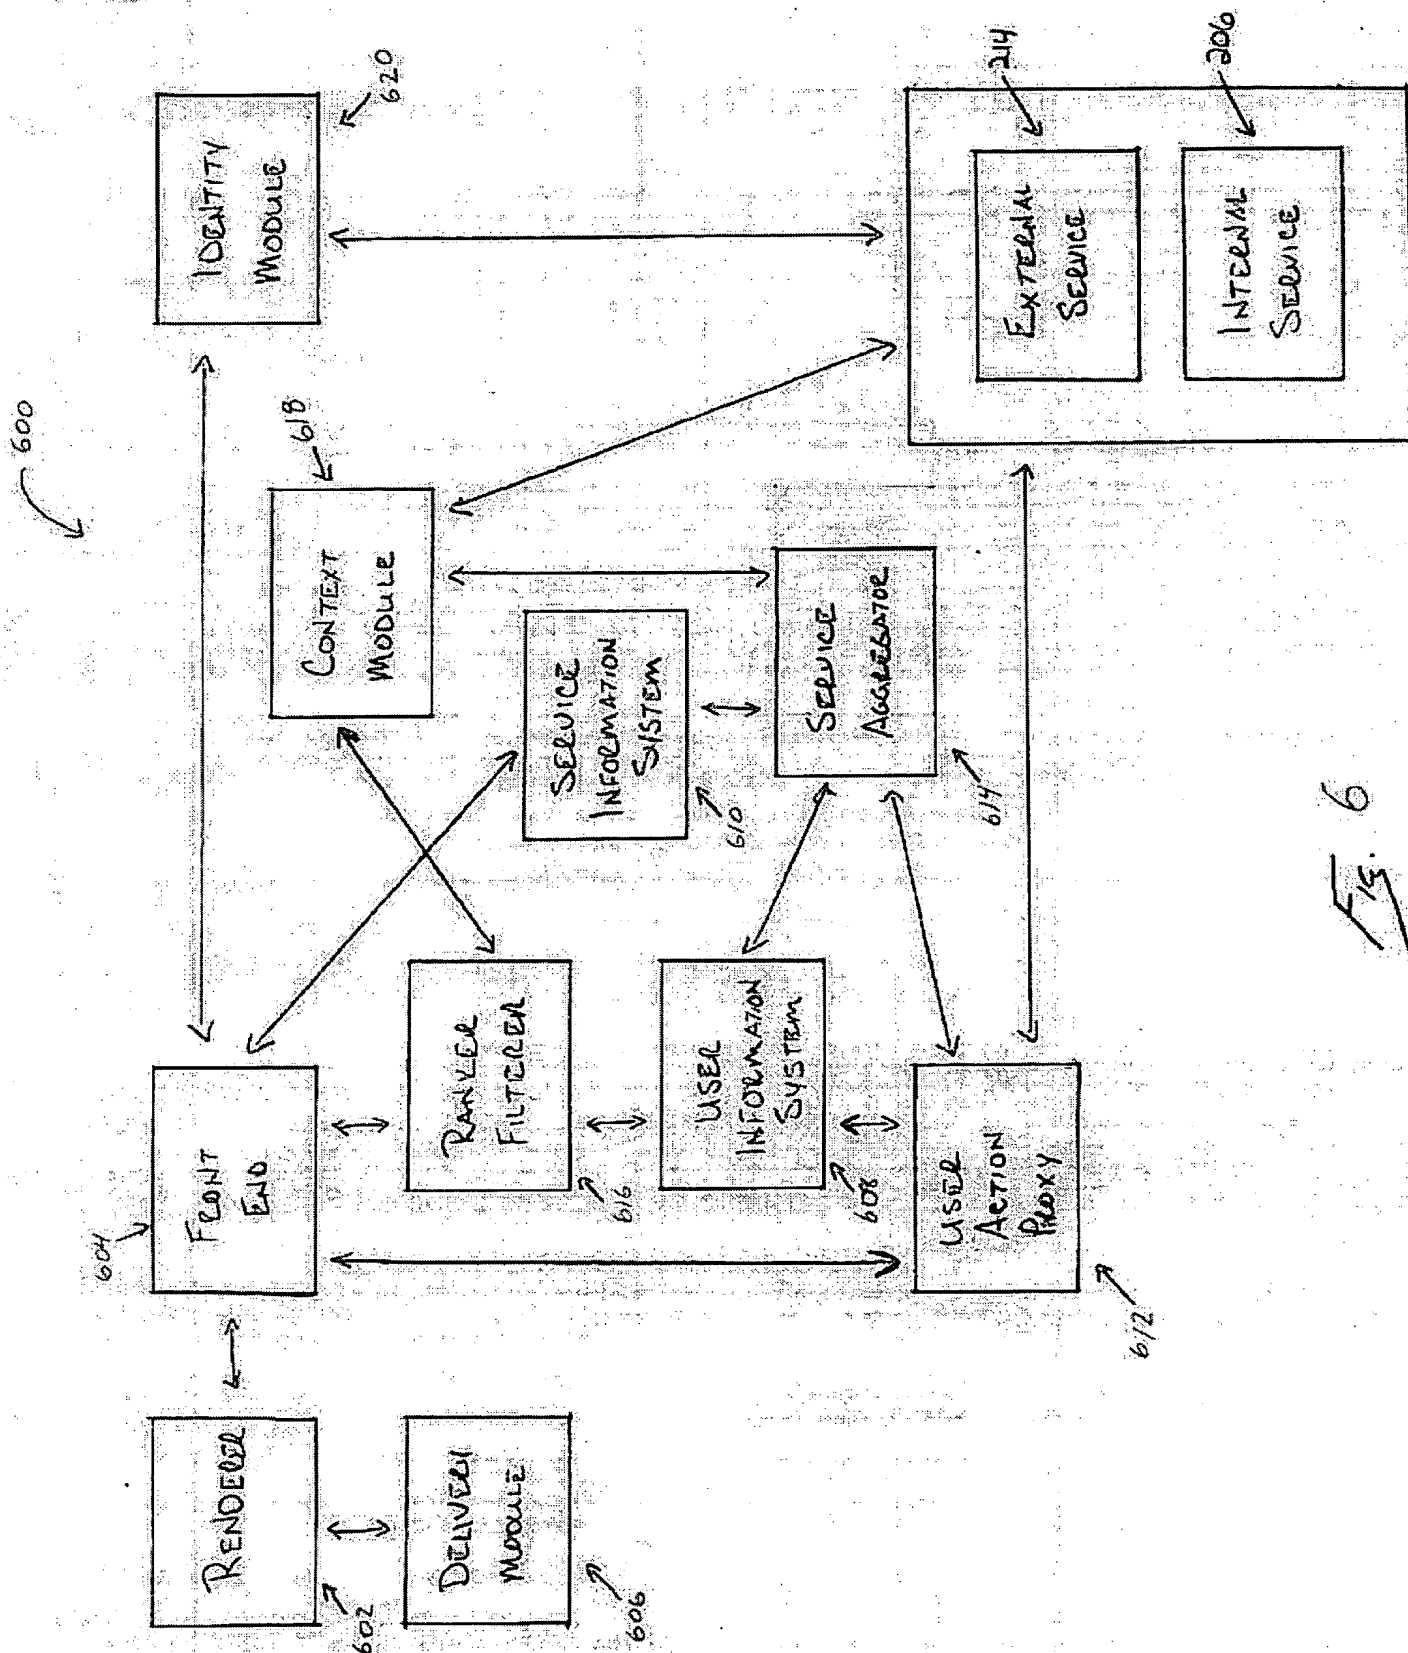 600
604
FRONT
END
IDENTITY
MODULE
620
RENDERER
602
CONTEXT
MODULE
618
DELIVERY
MODULE
606
RANKER
FILTERER
616
SERVICE
INFORMATION
SYSTEM
610
USER
INFORMATION
SYSTEM
608
SERVICE
AGGREGATOR
614
USER
ACTION
PROXY
612
EXTERNAL
SERVICE
214
INTERNAL
SERVICE
206
FIG. 6